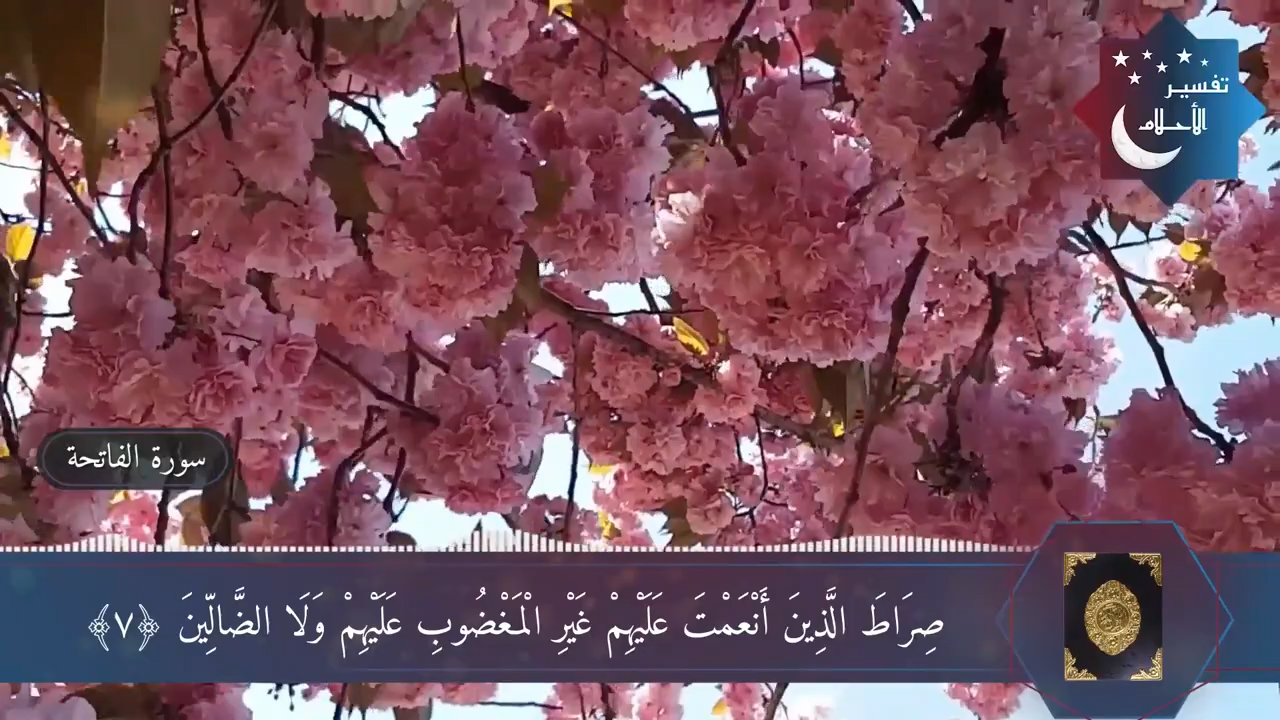 تفسير
الأحلام
سورة الفاتحة
صِرَاطَ الَّذِينَ أَنْعَمْتَ عَلَيْهِمْ غَيْرِ الْمَغْضُوبِ عَلَيْهِمْ وَلَا الضَّالِّينَ ﴿٧﴾